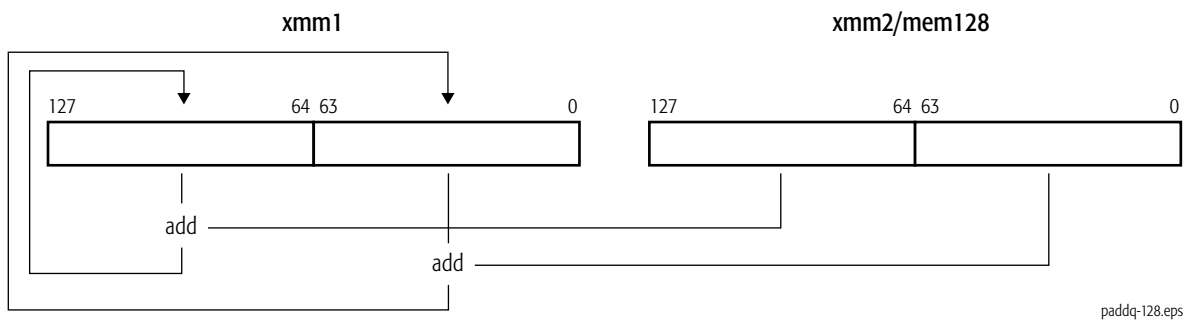 xmm1 xmm2/mem128
127 64 63 0 127 64 63 0
add
add
paddq-128.eps